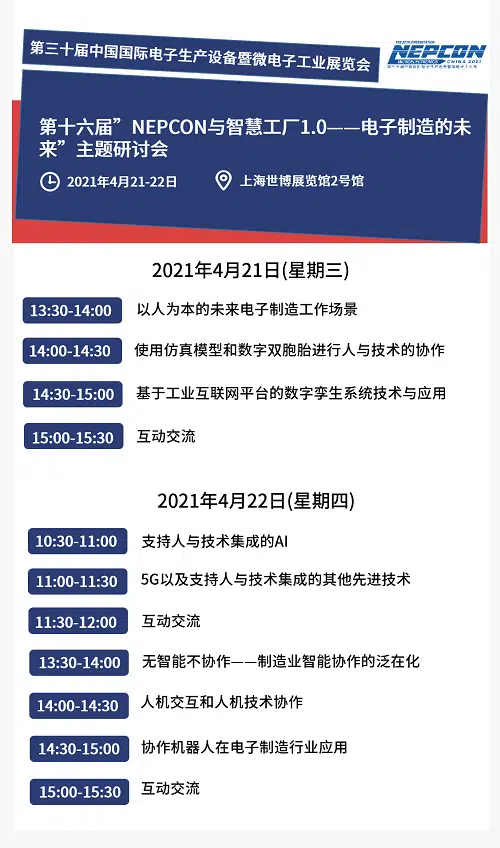 第三十届中国国际电子生产设备暨微电子工业展览会
NEPCON
CHINA 2021
第十六届”NEPCON与智慧工厂1.0——电子制造的未
来”主题研讨会
2021年4月21-22日
上海世博展览馆2号馆
2021年4月21日(星期三)
13:30-14:00 以人为本的未来电子制造工作场景
14:00-14:30 使用仿真模型和数字双胞胎进行人与技术的协作
14:30-15:00 基于工业互联网平台的数字孪生系统技术与应用
15:00-15:30 互动交流
2021年4月22日(星期四)
10:30-11:00 支持人与技术集成的AI
11:00-11:30 5G以及支持人与技术集成的其他先进技术
11:30-12:00 互动交流
13:30-14:00 无智能不协作——制造业智能协作的泛在化
14:00-14:30 人机交互和人机技术协作
14:30-15:00 协作机器人在电子制造行业应用
15:00-15:30 互动交流